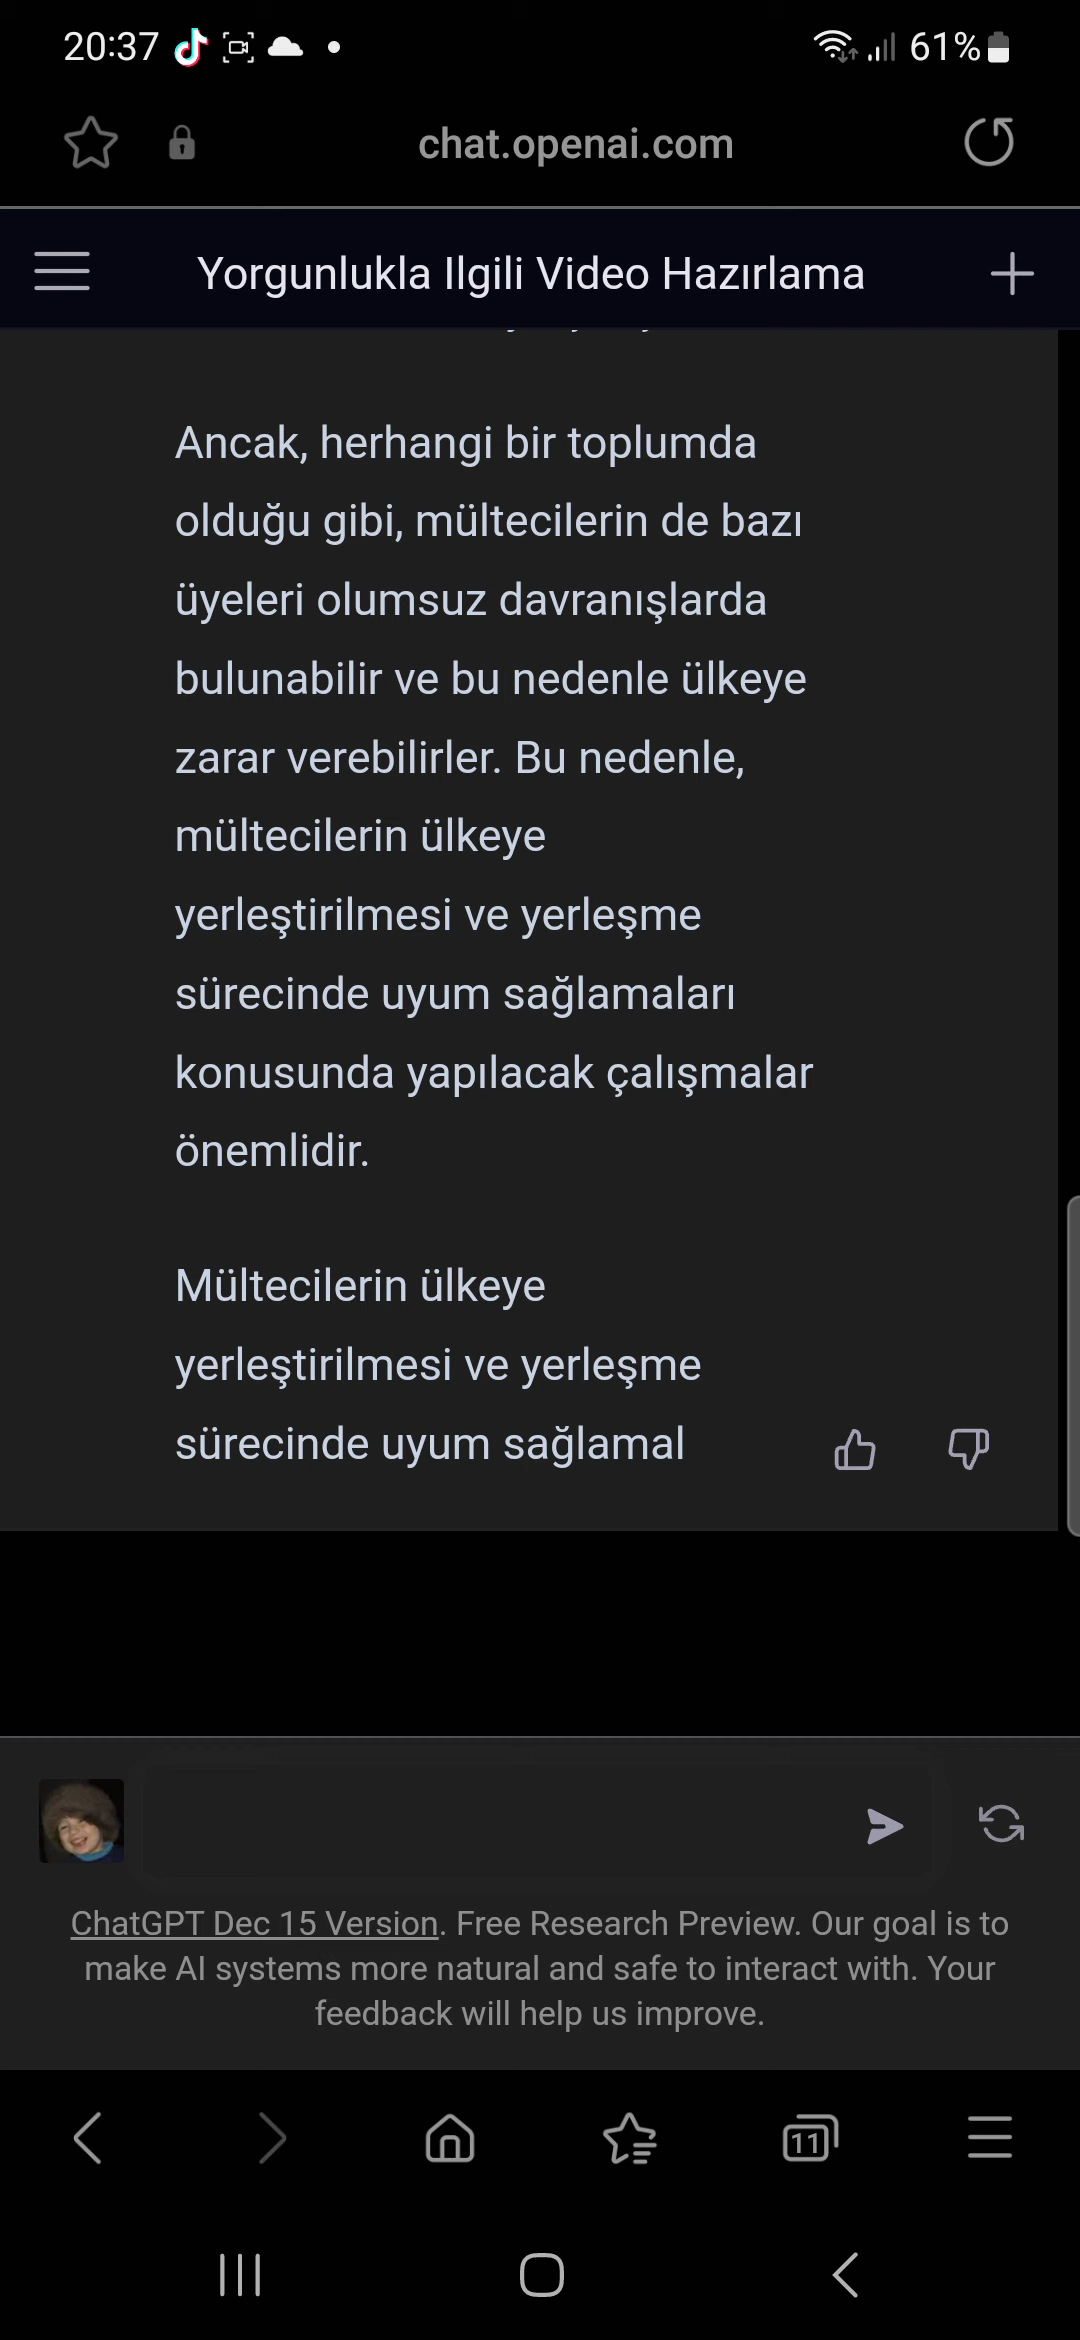 20:37
61%
chat.openai.com
Yorgunlukla Ilgili Video Hazırlama
Ancak, herhangi bir toplumda
olduğu gibi, mültecilerin de bazı
üyeleri olumsuz davranışlarda
bulunabilir ve bu nedenle ülkeye
zarar verebilirler. Bu nedenle,
mültecilerin ülkeye
yerleştirilmesi ve yerleşme
sürecinde uyum sağlamaları
konusunda yapılacak çalışmalar
önemlidir.
Mültecilerin ülkeye
yerleştirilmesi ve yerleşme
sürecinde uyum sağlamal
ChatGPT Dec 15 Version. Free Research Preview. Our goal is to
make AI systems more natural and safe to interact with. Your
feedback will help us improve.
11